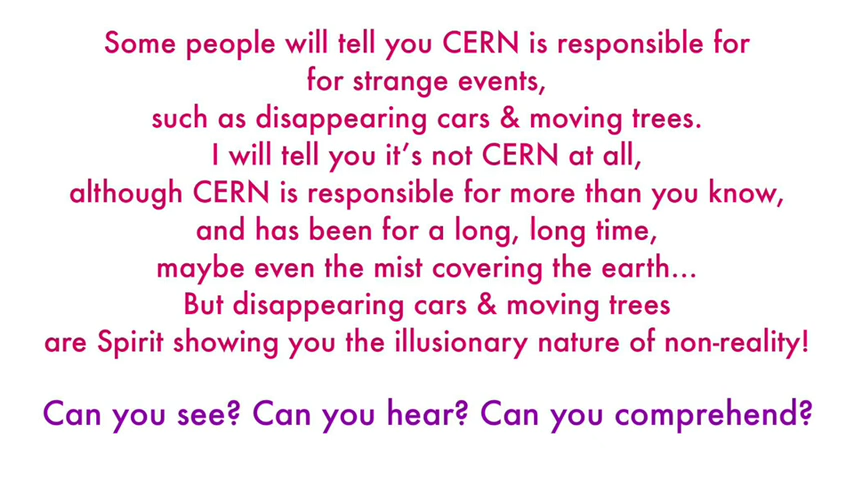 Some people will tell you CERN is responsible for
for strange events,
such as disappearing cars & moving trees.
I will tell you it’s not CERN at all,
although CERN is responsible for more than you know,
and has been for a long, long time,
maybe even the mist covering the earth...
But disappearing cars & moving trees
are Spirit showing you the illusionary nature of non-reality!
Can you see? Can you hear? Can you comprehend?